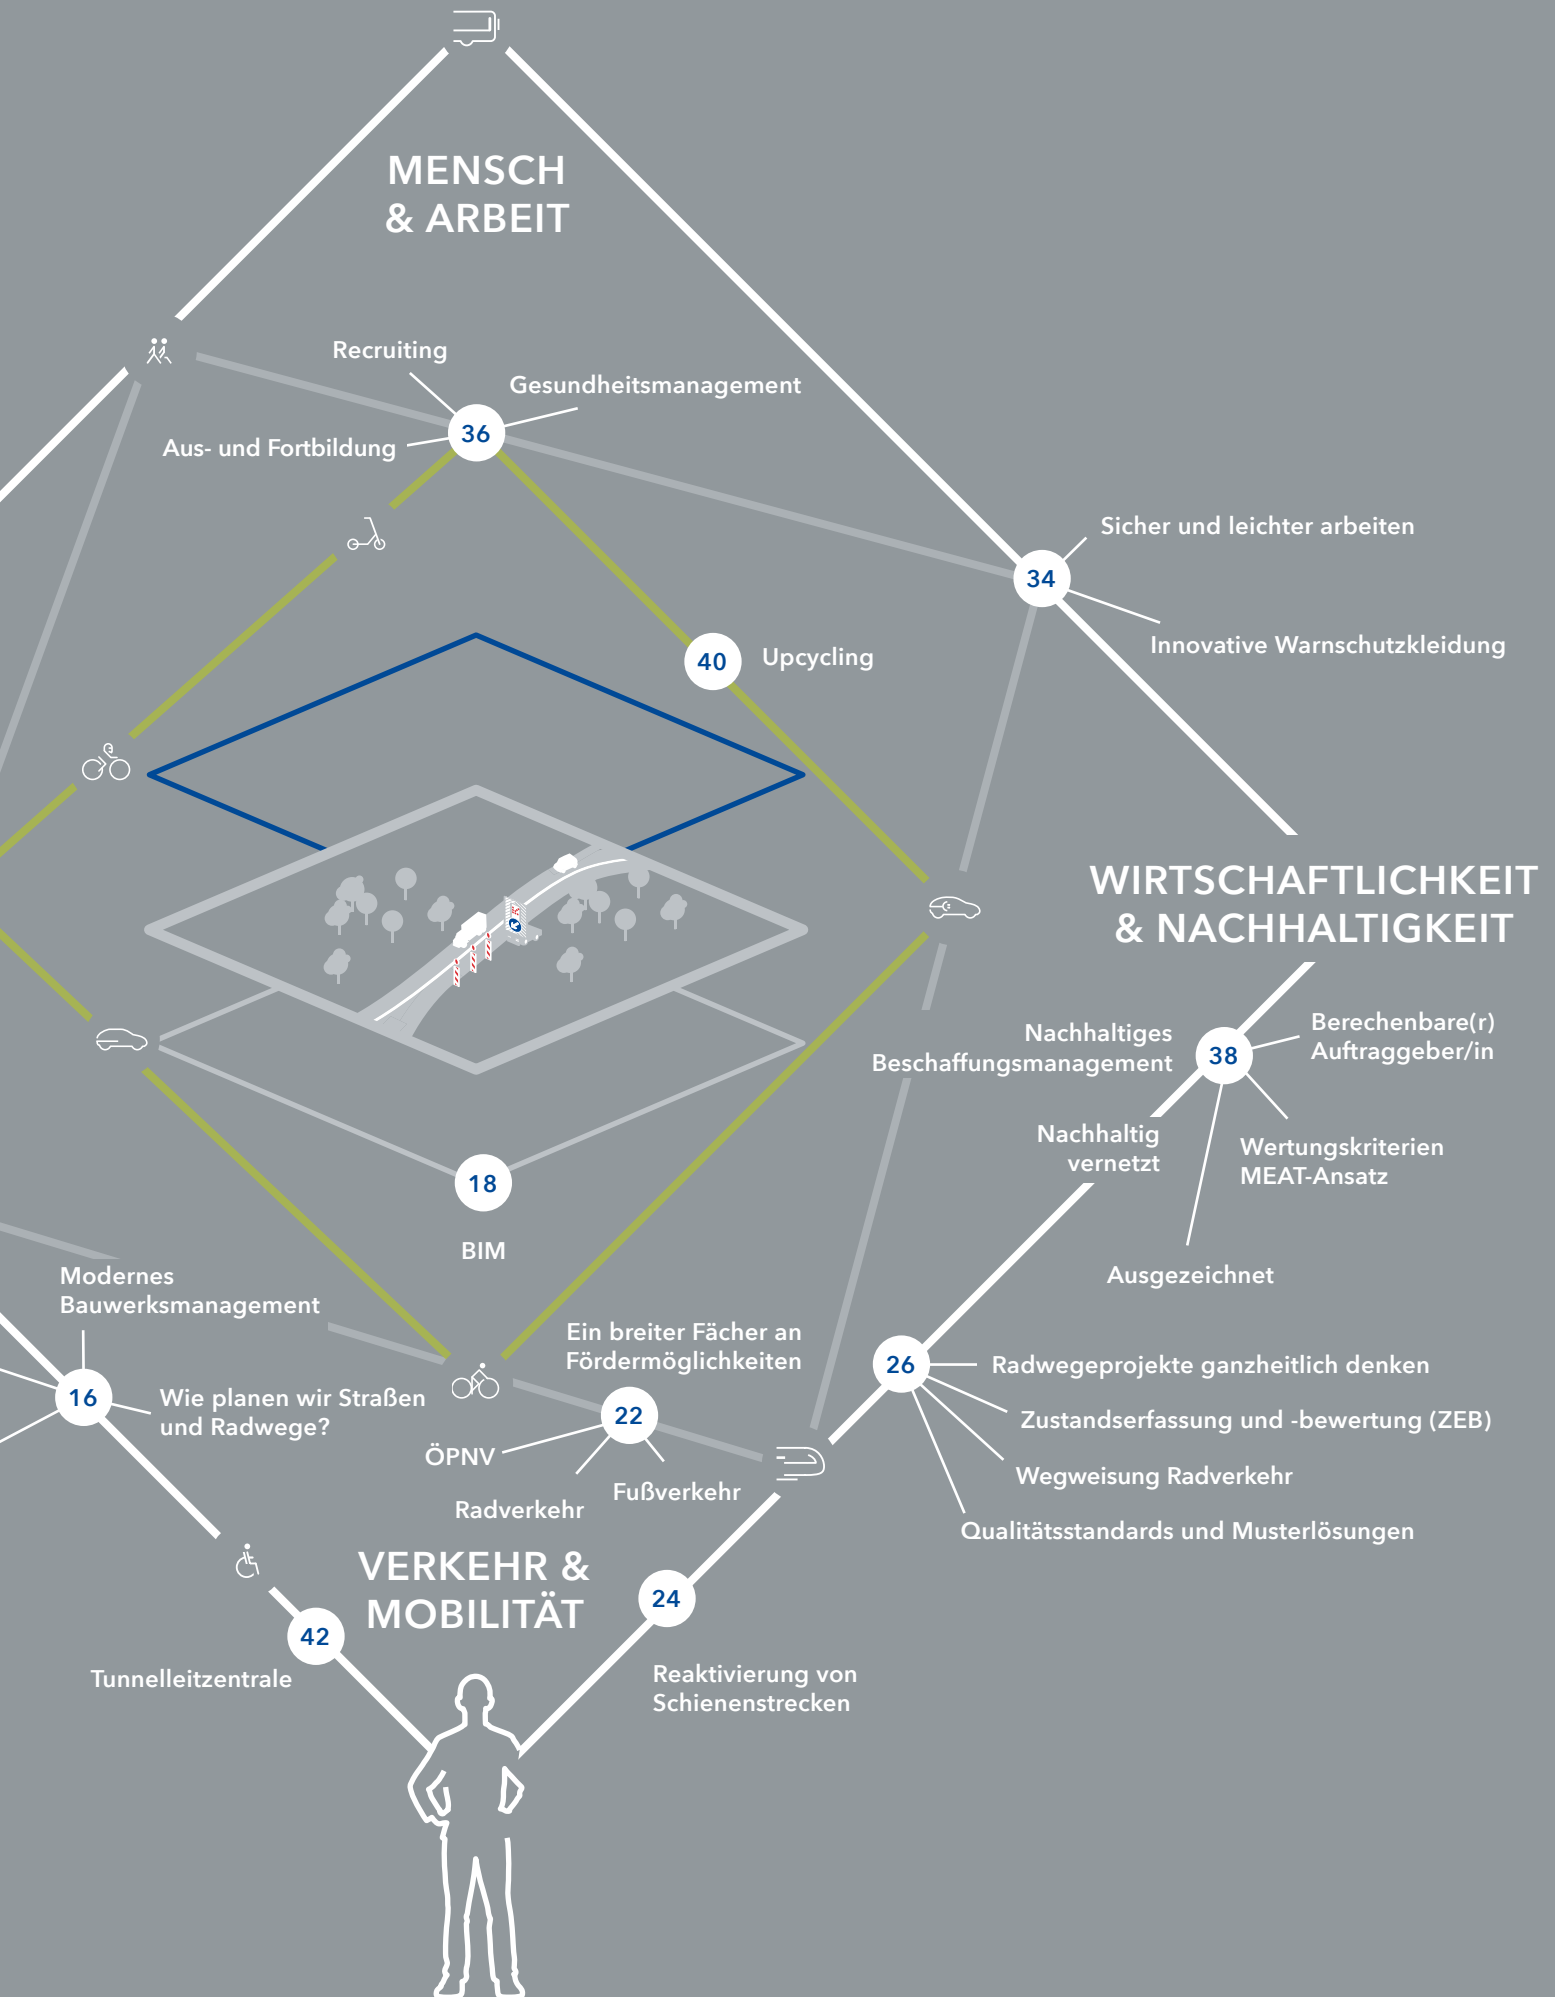 MENSCH
& ARBEIT
Recruiting
Gesundheitsmanagement
36
Aus- und Fortbildung
Sicher und leichter arbeiten
34
Innovative Warnschutzkleidung
40
Upcycling
WIRTSCHAFTLICHKEIT
& NACHHALTIGKEIT
Nachhaltiges
Beschaffungsmanagement
38
Berechenbare(r)
Auftraggeber/in
Nachhaltig
vernetzt
Wertungskriterien
MEAT-Ansatz
Ausgezeichnet
18
BIM
Modernes
Bauwerksmanagement
16
Wie planen wir Straßen
und Radwege?
Ein breiter Fächer an
Fördermöglichkeiten
22
ÖPNV
Radverkehr
Fußverkehr
26
Radwegeprojekte ganzheitlich denken
Zustandserfassung und -bewertung (ZEB)
Wegweisung Radverkehr
Qualitätsstandards und Musterlösungen
VERKEHR &
MOBILITÄT
24
Reaktivierung von
Schienenstrecken
42
Tunnelleitzentrale